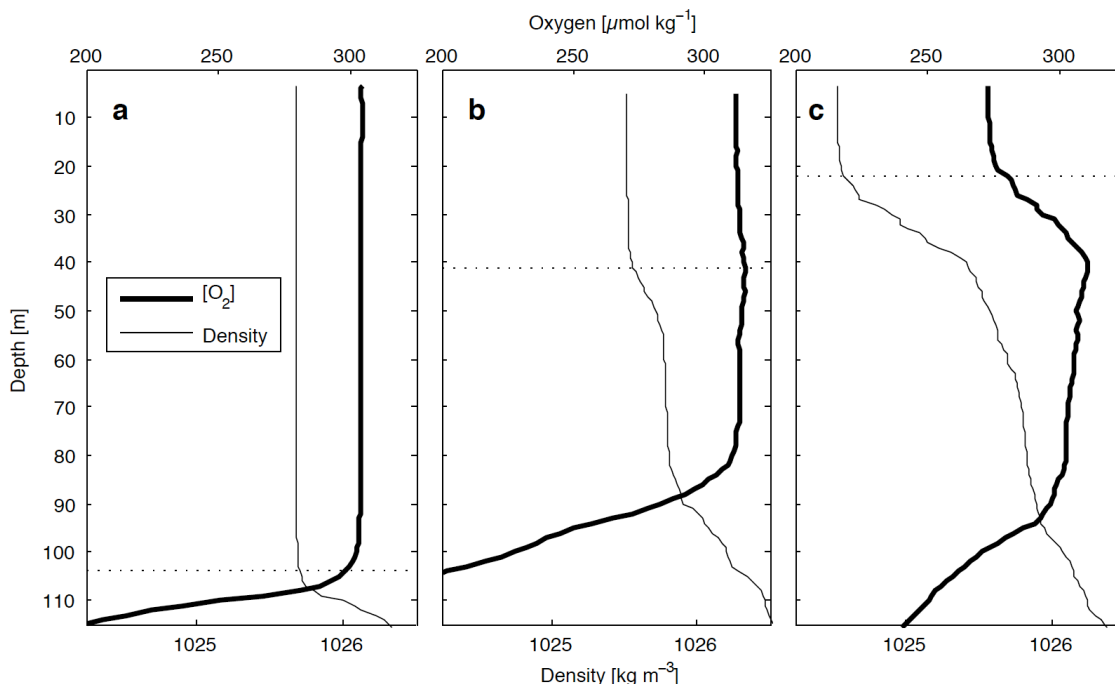 Oxygen [µmol kg⁻¹]
200 250 300 200 250 300 200 250 300
a b c
10
20
30
40
50
60
70
80
90
100
110
[O₂]
Density
Depth [m]
1025 1026 1025 1026 1025 1026
Density [kg m⁻³]